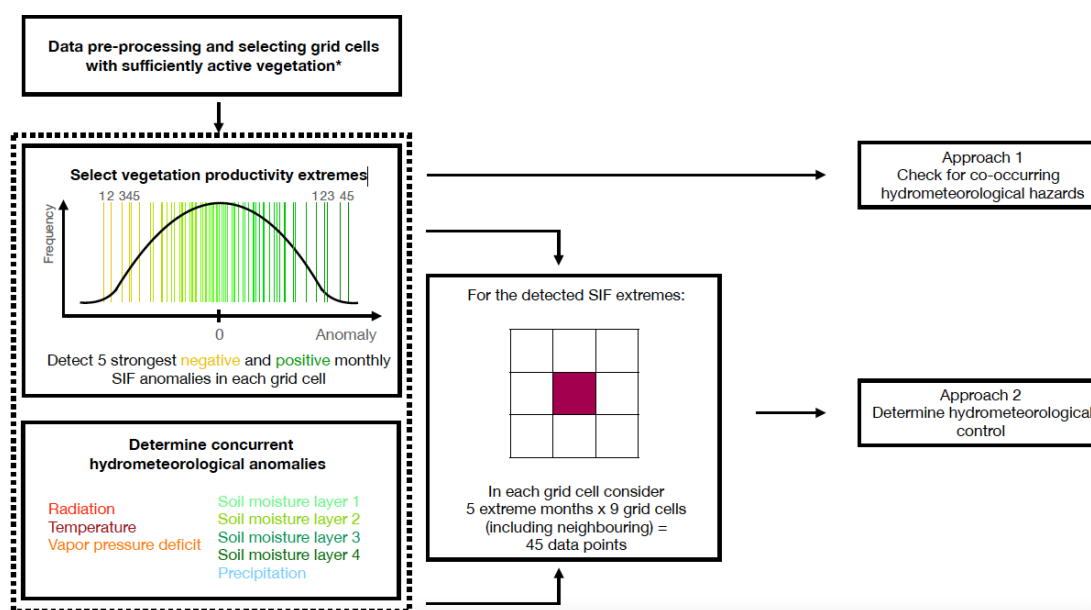 Data pre-processing and selecting grid cells
with sufficiently active vegetation*
Select vegetation productivity extremes
12 345
123 45
Frequency
0
Anomaly
Detect 5 strongest negative and positive monthly
SIF anomalies in each grid cell
Determine concurrent
hydrometeorological anomalies
Radiation
Temperature
Vapor pressure deficit
Soil moisture layer 1
Soil moisture layer 2
Soil moisture layer 3
Soil moisture layer 4
Precipitation
For the detected SIF extremes:
In each grid cell consider
5 extreme months x 9 grid cells
(including neighbouring) =
45 data points
Approach 1
Check for co-occurring
hydrometeorological hazards
Approach 2
Determine hydrometeorological
control